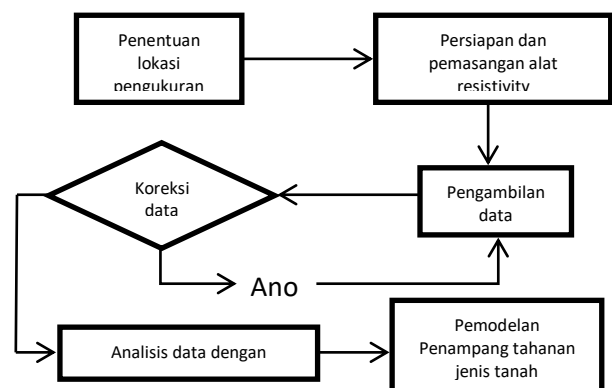 Penentuan
lokasi
pengukuran
Persiapan dan
pemasangan alat
resistivity
Koreksi
data
Pengambilan
data
Ano
Analisis data dengan
Pemodelan
Penampang tahanan
jenis tanah